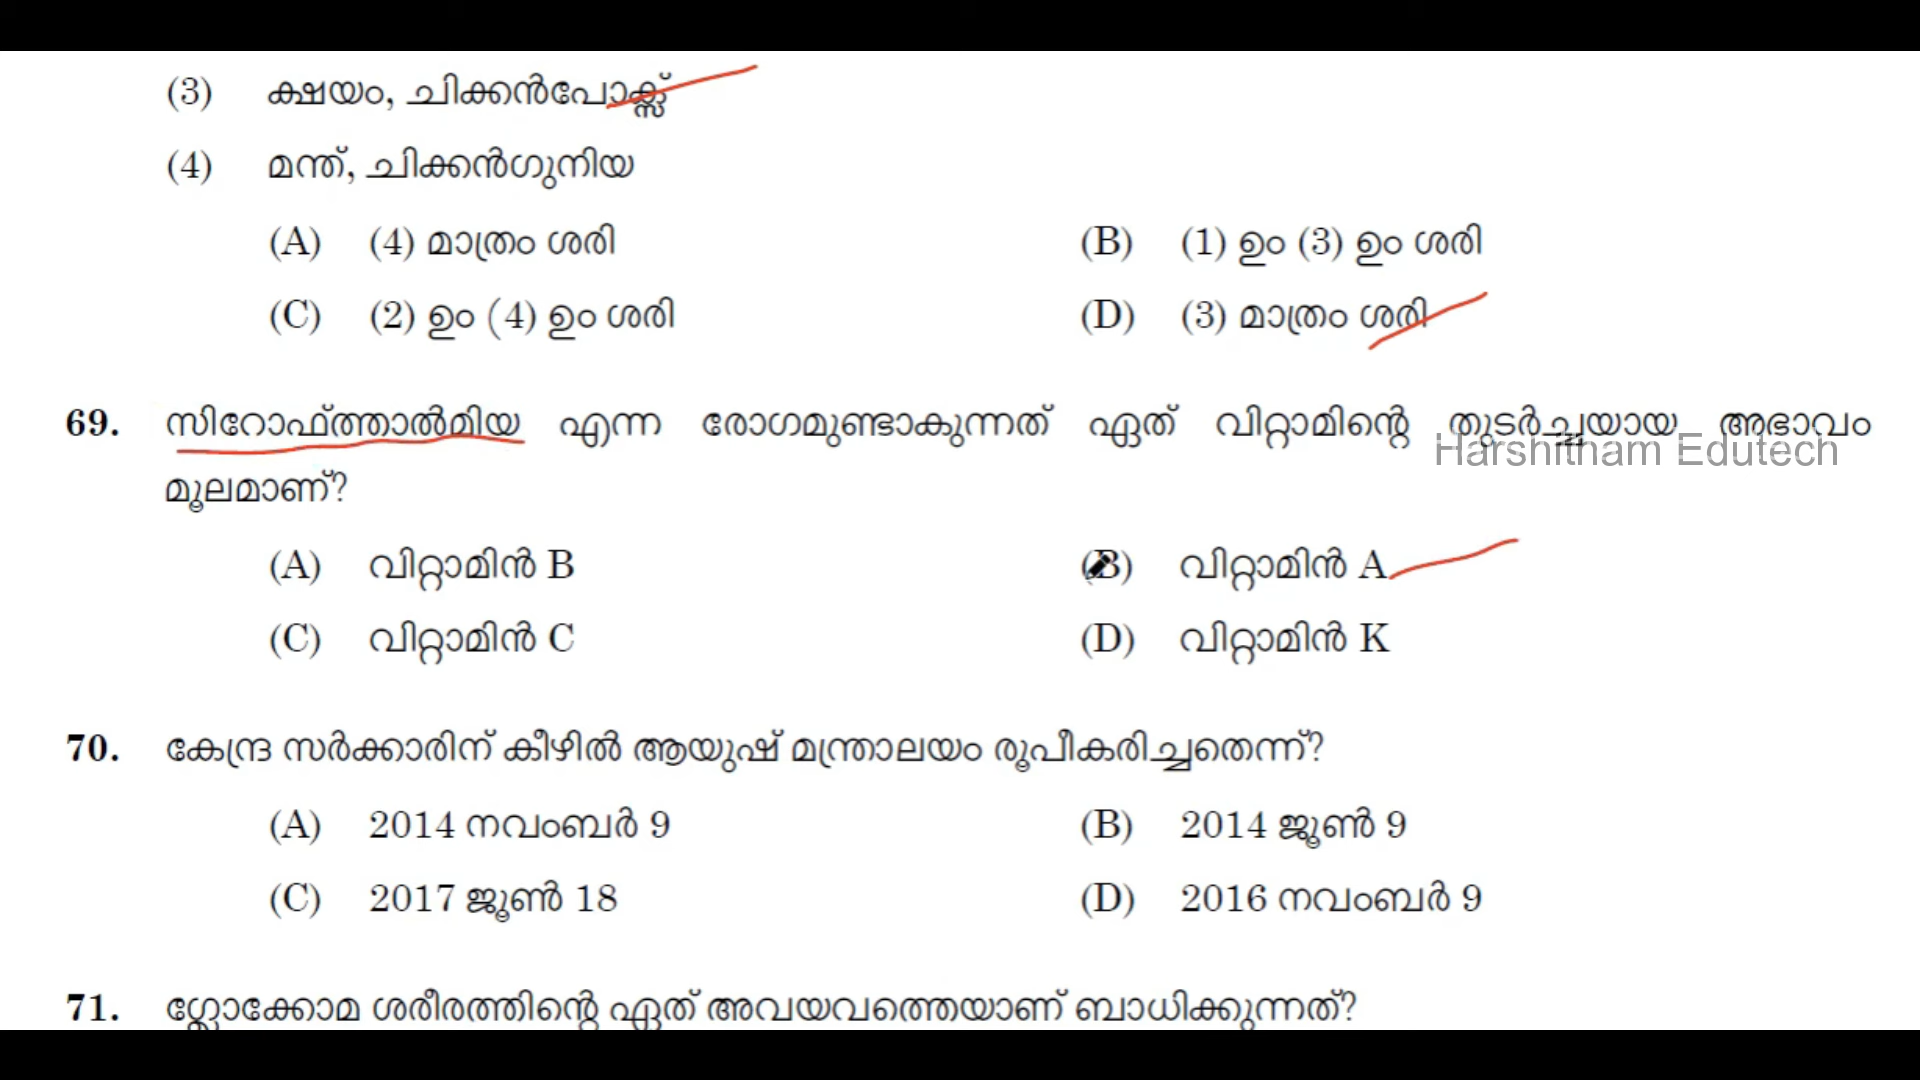 (3) ക്ഷയം, ചിക്കൻപോക്സ്
(4) മന്ത്, ചിക്കൻഗുനിയ
(A) (4) മാത്രം ശരി (B) (1) ഉം (3) ഉം ശരി
(C) (2) ഉം (4) ഉം ശരി (D) (3) മാത്രം ശരി
69. സിറോഫ്ത്താൽമിയ എന്ന രോഗമുണ്ടാകുന്നത് ഏത് വിറ്റാമിന്റെ തുടർച്ചയായ അഭാവം
Harshitham Edutech
മൂലമാണ്?
(A) വിറ്റാമിൻ B (B) വിറ്റാമിൻ A
(C) വിറ്റാമിൻ C (D) വിറ്റാമിൻ K
70. കേന്ദ്ര സർക്കാരിന് കീഴിൽ ആയുഷ് മന്ത്രാലയം രൂപീകരിച്ചതെന്ന്?
(A) 2014 നവംബർ 9 (B) 2014 ജൂൺ 9
(C) 2017 ജൂൺ 18 (D) 2016 നവംബർ 9
71. ഗ്ലോക്കോമ ശരീരത്തിന്റെ ഏത് അവയവത്തെയാണ് ബാധിക്കുന്നത്?